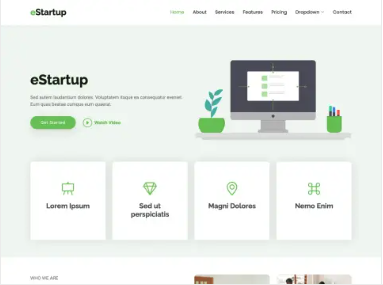 eStartup
Home About Services Features Pricing Dropdown Contact
eStartup
Sed autem laudantium dolores. Voluptatem itaque ea consequatur eveniet.
Eum quas beatae cumque eum quaerat.
Get Started Watch Video
Lorem Ipsum
Sed ut
perspiciatis
Magni Dolores
Nemo Enim
WHO WE ARE